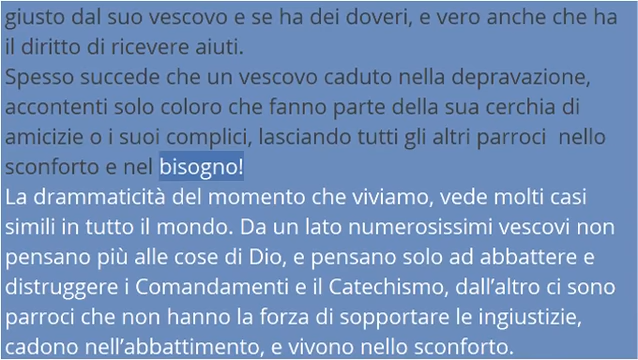 giusto dal suo vescovo e se ha dei doveri, e vero anche che ha
il diritto di ricevere aiuti.
Spesso succede che un vescovo caduto nella depravazione,
accontenti solo coloro che fanno parte della sua cerchia di
amicizie o i suoi complici, lasciando tutti gli altri parroci nello
sconforto e nel bisogno!
La drammaticità del momento che viviamo, vede molti casi
simili in tutto il mondo. Da un lato numerosissimi vescovi non
pensano più alle cose di Dio, e pensano solo ad abbattere e
distruggere i Comandamenti e il Catechismo, dall'altro ci sono
parroci che non hanno la forza di sopportare le ingiustizie,
cadono nell'abbattimento, e vivono nello sconforto.